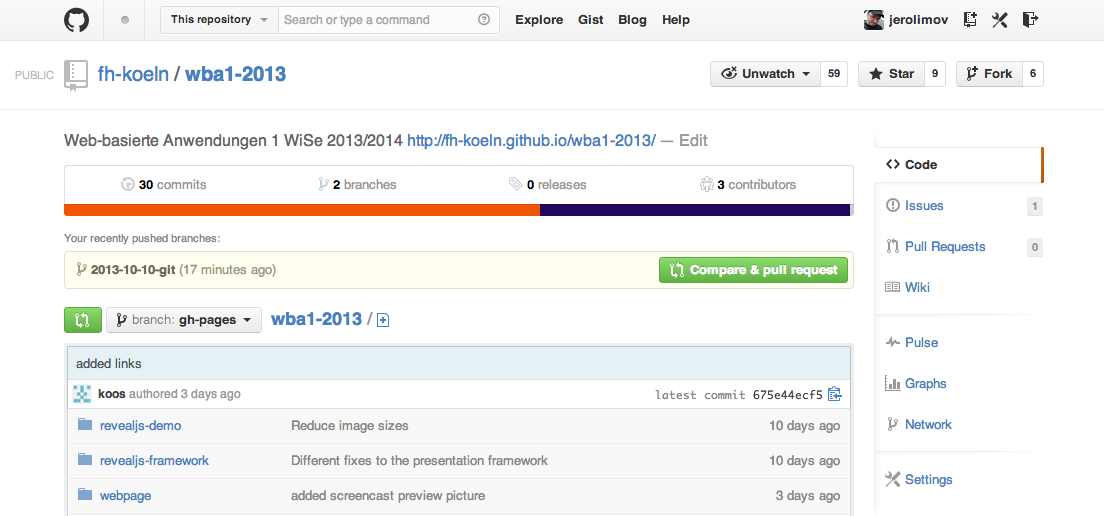 This repository Search or type a command Explore Gist Blog Help jerolimov
PUBLIC fh-koeln / wba1-2013 Unwatch 59 Star 9 Fork 6
Web-basierte Anwendungen 1 WiSe 2013/2014 http://fh-koeln.github.io/wba1-2013/ — Edit
30 commits 2 branches 0 releases 3 contributors
Your recently pushed branches:
2013-10-10-git (17 minutes ago) Compare & pull request
branch: gh-pages wba1-2013 /
added links
koos authored 3 days ago latest commit 675e44ecf5
revealjs-demo Reduce image sizes 10 days ago
revealjs-framework Different fixes to the presentation framework 10 days ago
webpage added screencast preview picture 3 days ago
Code
Issues 1
Pull Requests 0
Wiki
Pulse
Graphs
Network
Settings